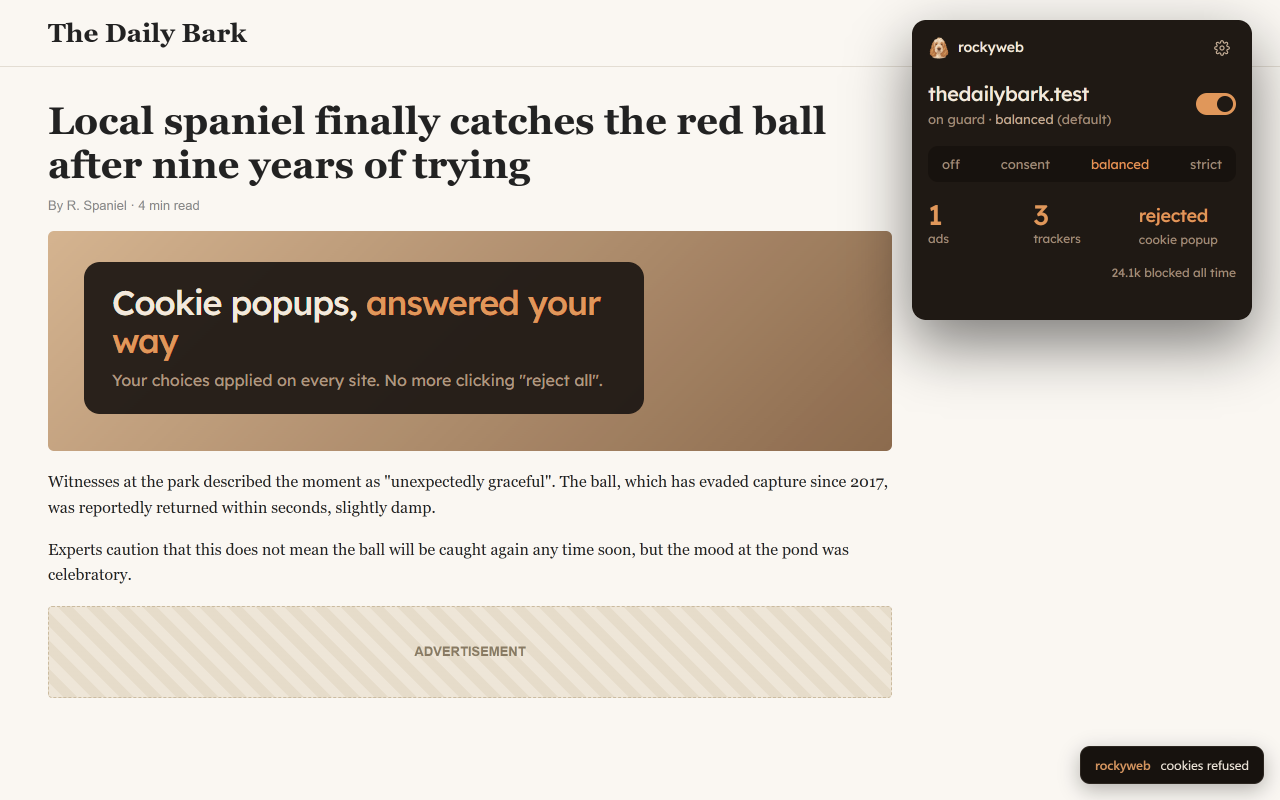 The Daily Bark
rockyweb
Local spaniel finally catches the red ball
after nine years of trying
By R. Spaniel · 4 min read
thedailybark.test
on guard · balanced (default)
off consent balanced strict
1 3 rejected
ads trackers cookie popup
24.1k blocked all time
Cookie popups, answered your
way
Your choices applied on every site. No more clicking "reject all".
Witnesses at the park described the moment as "unexpectedly graceful". The ball, which has evaded capture since 2017,
was reportedly returned within seconds, slightly damp.
Experts caution that this does not mean the ball will be caught again any time soon, but the mood at the pond was
celebratory.
ADVERTISEMENT
rockyweb cookies refused